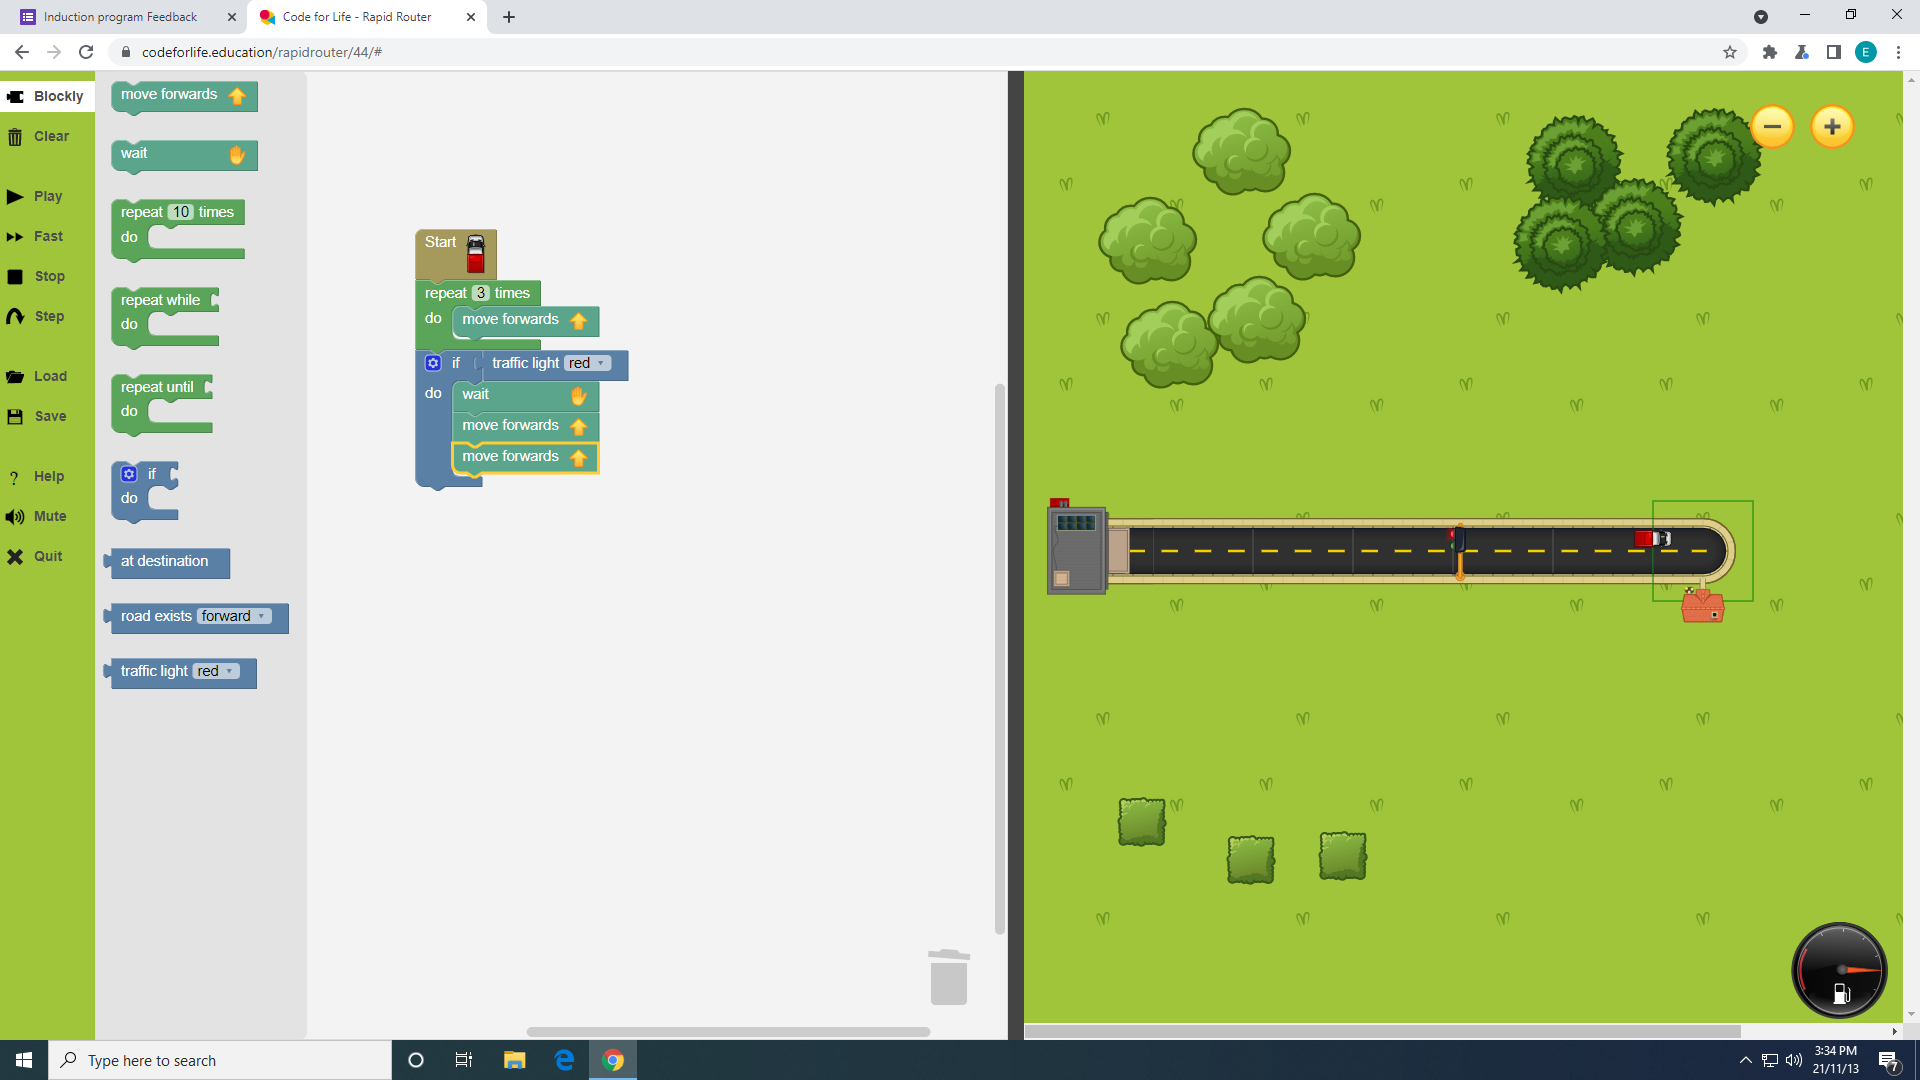 Induction program Feedback
Code for Life - Rapid Router
codeforlife.education/rapidrouter/44/#
E
Blockly
Clear
Play
Fast
Stop
Step
Load
Save
Help
Mute
Quit
move forwards
wait
repeat 10 times
do
repeat while
do
repeat until
do
if
do
at destination
road exists forward
traffic light red
Start
repeat 3 times
do move forwards
if traffic light red
do wait
move forwards
move forwards
Type here to search
3:34 PM
21/11/13
7